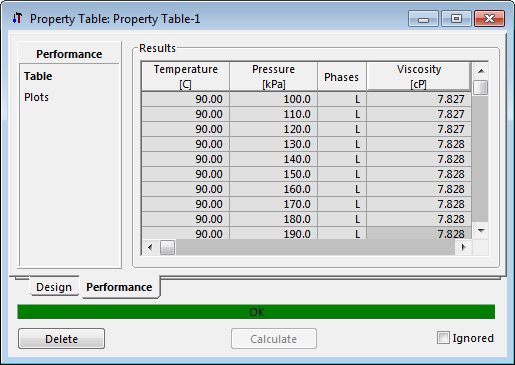 Property Table: Property Table-1
Performance
Table
Plots
Results
Temperature [C] Pressure [kPa] Phases Viscosity [cP]
90.00 100.0 L 7.827
90.00 110.0 L 7.827
90.00 120.0 L 7.827
90.00 130.0 L 7.828
90.00 140.0 L 7.828
90.00 150.0 L 7.828
90.00 160.0 L 7.828
90.00 170.0 L 7.828
90.00 180.0 L 7.828
90.00 190.0 L 7.828
Design Performance
OK
Delete Calculate Ignored